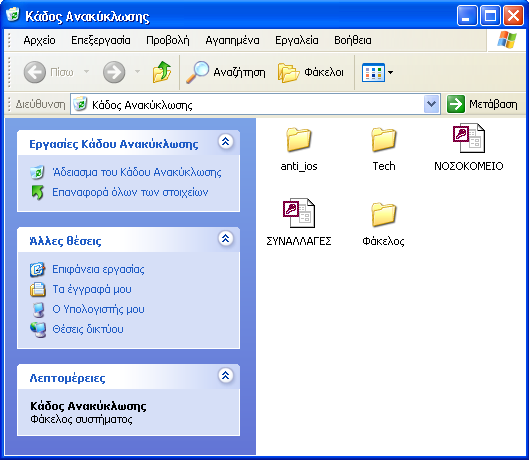 Κάδος Ανακύκλωσης
Αρχείο Επεξεργασία Προβολή Αγαπημένα Εργαλεία Βοήθεια
Πίσω Αναζήτηση Φάκελοι
Διεύθυνση Κάδος Ανακύκλωσης Μετάβαση
Εργασίες Κάδου Ανακύκλωσης
Άδειασμα του Κάδου Ανακύκλωσης
Επαναφορά όλων των στοιχείων
Άλλες θέσεις
Επιφάνεια εργασίας
Τα έγγραφά μου
Ο Υπολογιστής μου
Θέσεις δικτύου
Λεπτομέρειες
Κάδος Ανακύκλωσης
Φάκελος συστήματος
anti_ios Tech ΝΟΣΟΚΟΜΕΙΟ
ΣΥΝΑΛΛΑΓΕΣ Φάκελος